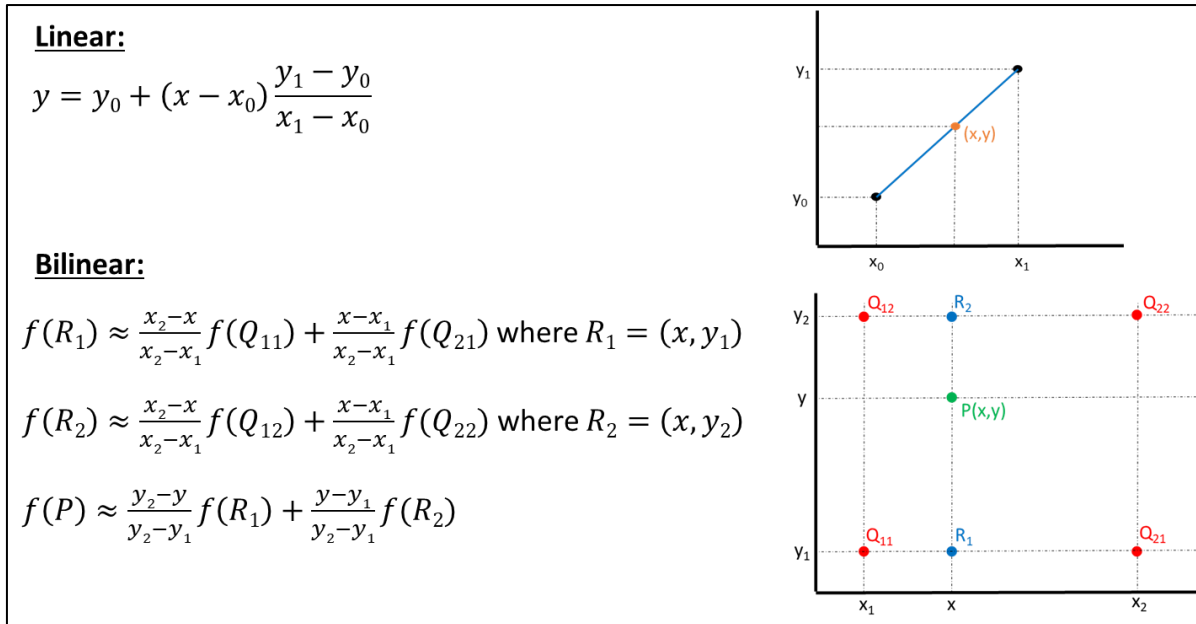 Linear:
y = y₀ + (x − x₀) (y₁ − y₀)/(x₁ − x₀)
y₁
(x,y)
y₀
x₀ x₁
Bilinear:
f(R₁) ≈ (x₂−x)/(x₂−x₁) f(Q₁₁) + (x−x₁)/(x₂−x₁) f(Q₂₁) where R₁ = (x, y₁)
f(R₂) ≈ (x₂−x)/(x₂−x₁) f(Q₁₂) + (x−x₁)/(x₂−x₁) f(Q₂₂) where R₂ = (x, y₂)
f(P) ≈ (y₂−y)/(y₂−y₁) f(R₁) + (y−y₁)/(y₂−y₁) f(R₂)
Q₁₂ R₂ Q₂₂
y₂
y
P(x,y)
Q₁₁ R₁ Q₂₁
y₁
x₁ x x₂